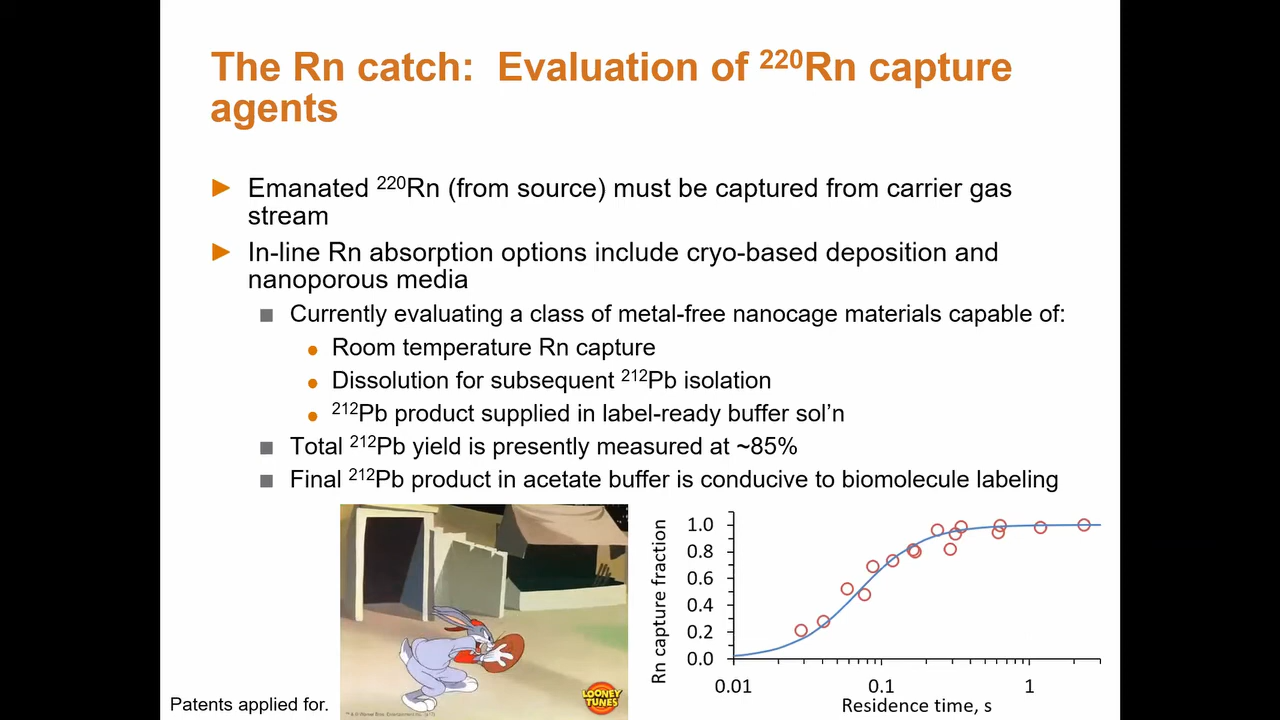 The Rn catch:  Evaluation of ²²⁰Rn capture
agents
Emanated ²²⁰Rn (from source) must be captured from carrier gas
stream
In-line Rn absorption options include cryo-based deposition and
nanoporous media
Currently evaluating a class of metal-free nanocage materials capable of:
Room temperature Rn capture
Dissolution for subsequent ²¹²Pb isolation
²¹²Pb product supplied in label-ready buffer sol’n
Total ²¹²Pb yield is presently measured at ~85%
Final ²¹²Pb product in acetate buffer is conducive to biomolecule labeling
LOONEY
TUNES
Patents applied for.
Rn capture fraction
1.0
0.8
0.6
0.4
0.2
0.0
0.01 0.1 1
Residence time, s